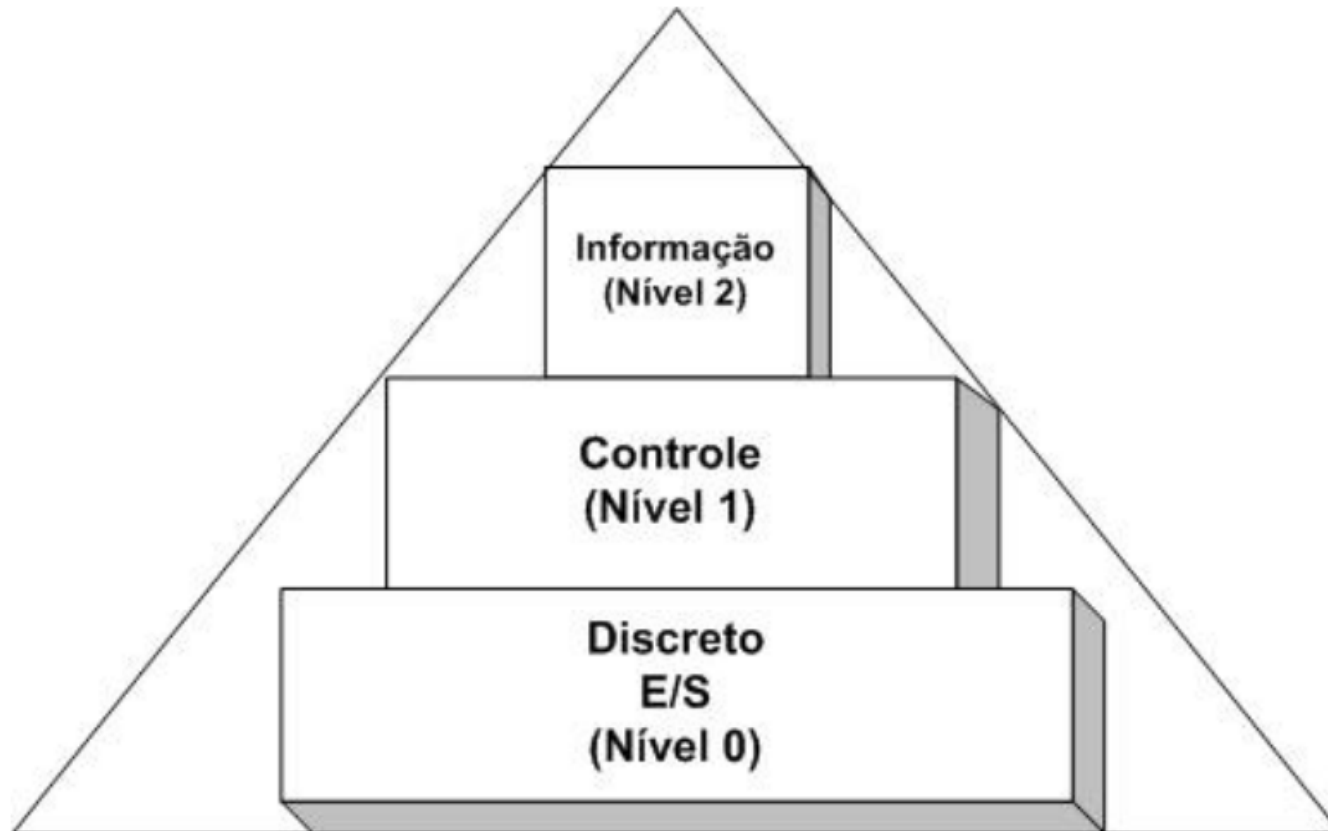 Informação
(Nível 2)
Controle
(Nível 1)
Discreto
E/S
(Nível 0)